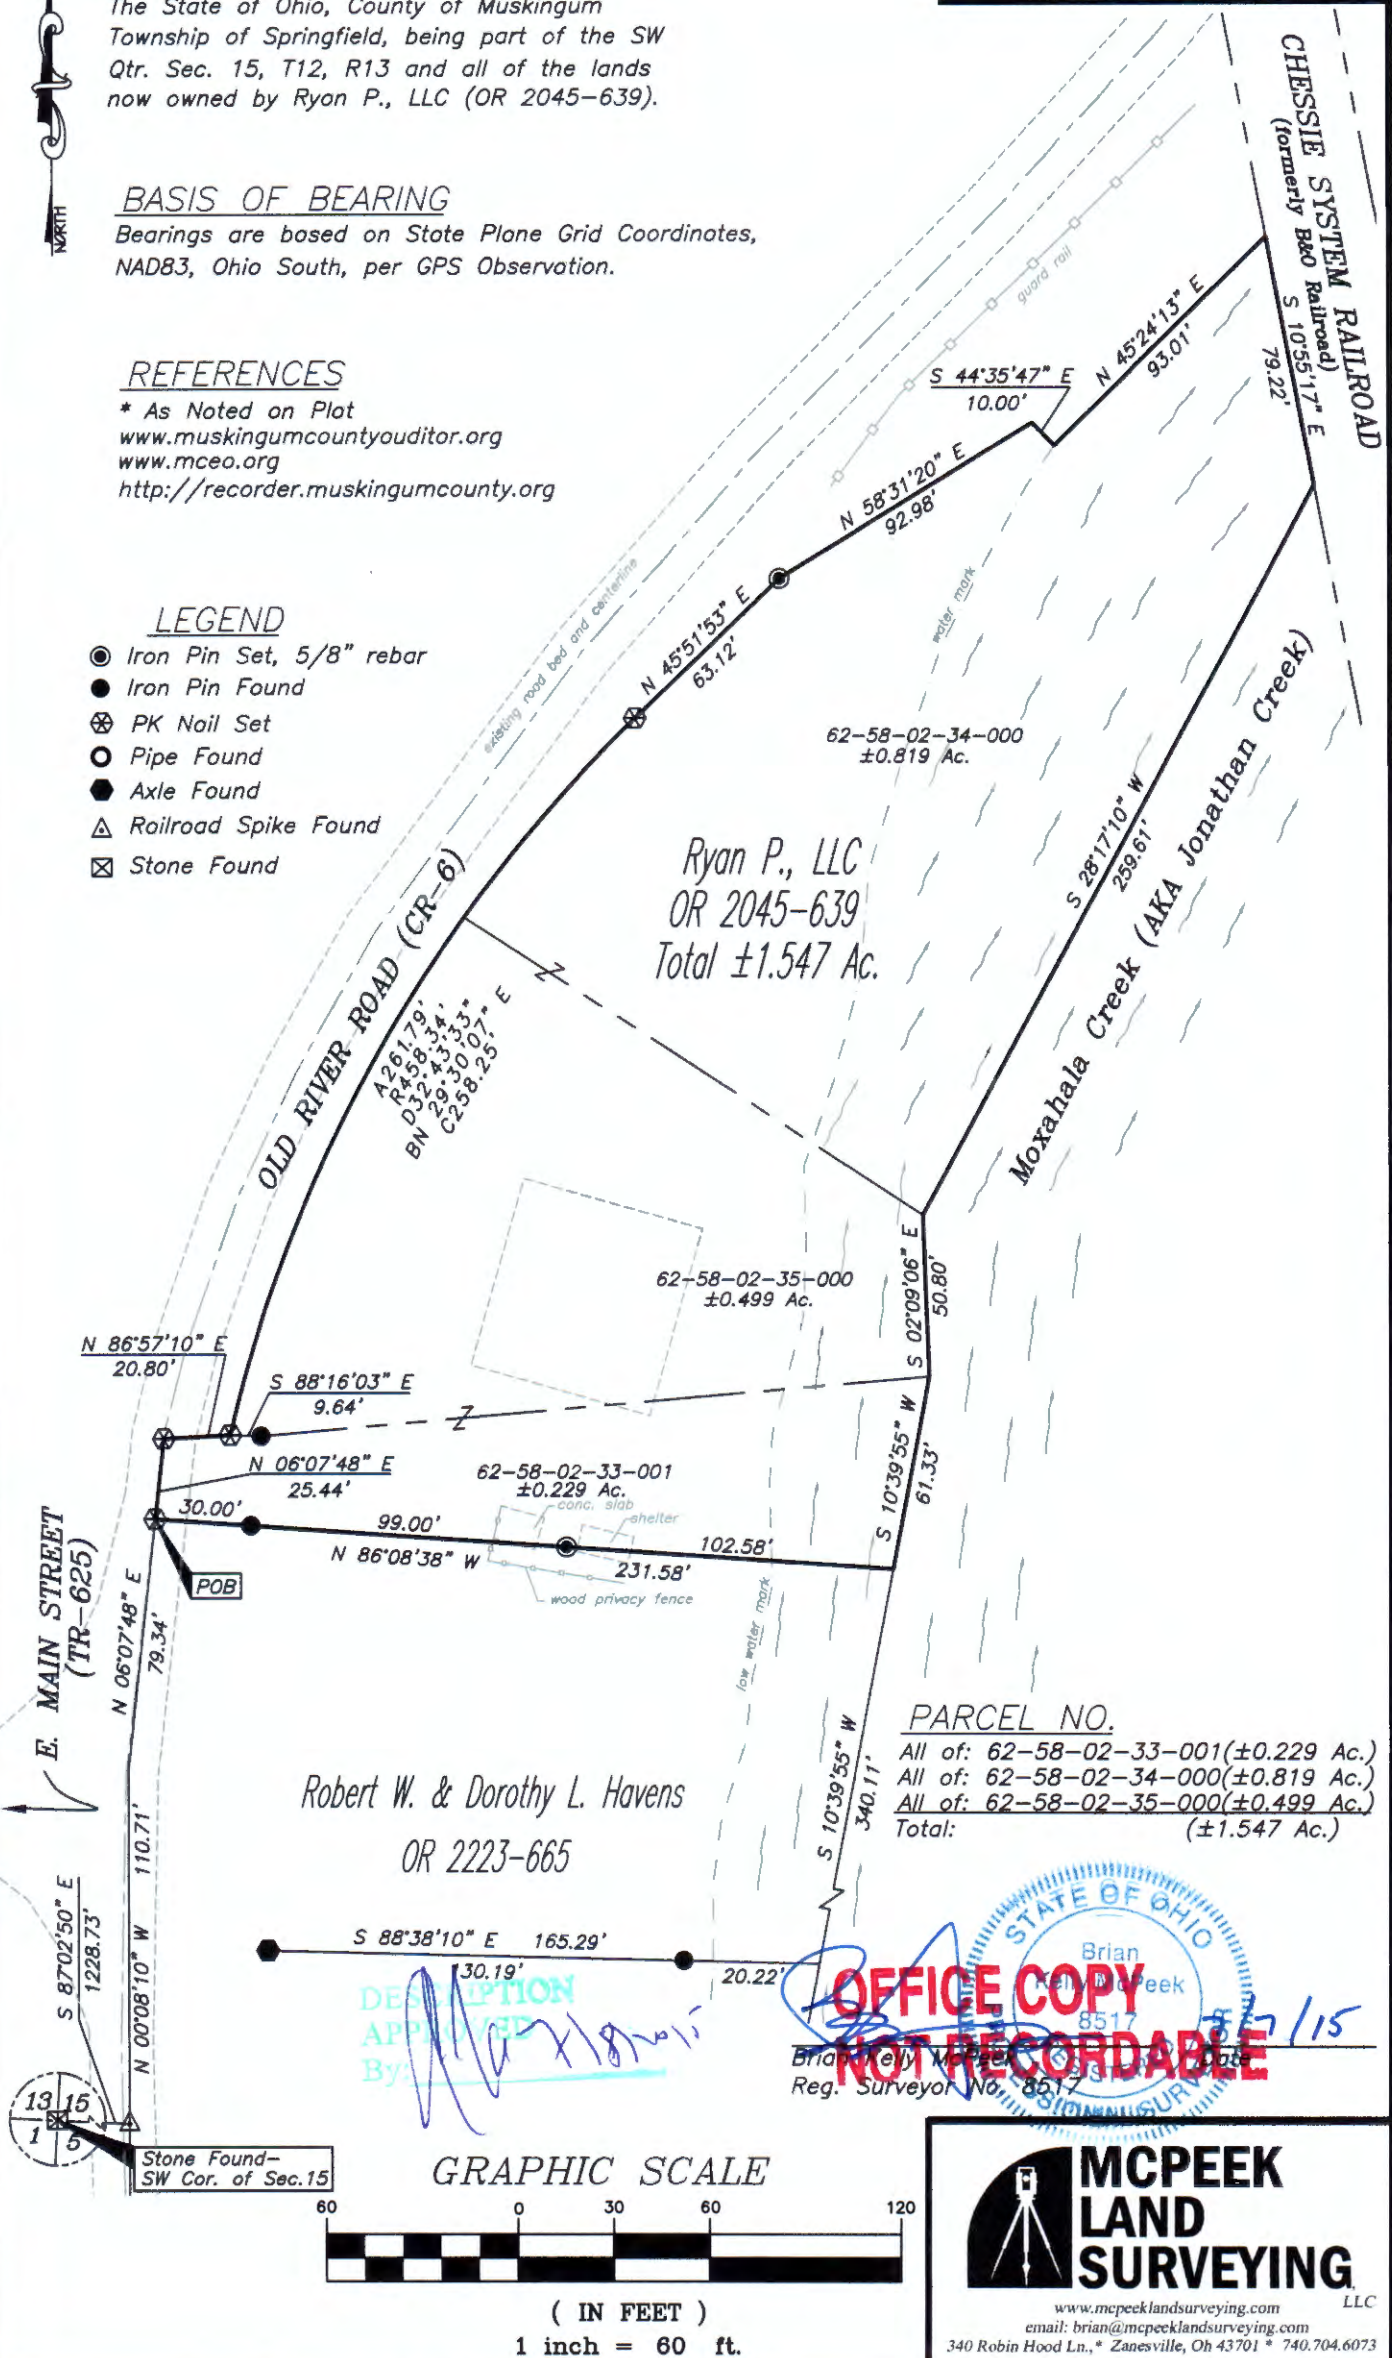 The State of Ohio, County of Muskingum
Township of Springfield, being part of the SW
Qtr. Sec. 15, T12, R13 and all of the lands
now owned by Ryon P., LLC (OR 2045-639).
NORTH
BASIS OF BEARING
Bearings are based on State Plane Grid Coordinates,
NAD83, Ohio South, per GPS Observation.
REFERENCES
* As Noted on Plat
www.muskingumcountyauditor.org
www.mceo.org
http://recorder.muskingumcounty.org
LEGEND
Iron Pin Set, 5/8" rebar
Iron Pin Found
PK Nail Set
Pipe Found
Axle Found
Railroad Spike Found
Stone Found
CHESSIE SYSTEM RAILROAD
(formerly B&O Railroad)
S 10°55'17" E
79.22'
guard rail
N 45°24'13" E
93.01'
S 44°35'47" E
10.00'
N 58°31'20" E
92.98'
water mark
existing road bed and centerline
N 45°51'53" E
63.12'
62-58-02-34-000
±0.819 Ac.
Ryan P., LLC
OR 2045-639
Total ±1.547 Ac.
S 28°17'10" W
259.61'
Moxahala Creek (AKA Jonathan Creek)
OLD RIVER ROAD (CR-6)
A261.79'
R458.34'
D32°43'33"
BN 29°30'07" E
C258.25'
62-58-02-35-000
±0.499 Ac.
S 02°09'06" E
50.80'
N 86°57'10" E
20.80'
S 88°16'03" E
9.64'
N 06°07'48" E
25.44'
62-58-02-33-001
±0.229 Ac.
conc. slab
shelter
S 10°39'55" W
61.33'
30.00'
99.00'
102.58'
N 86°08'38" W
231.58'
wood privacy fence
POB
E. MAIN STREET
(TR-625)
N 06°07'48" E
79.34'
low water mark
S 10°39'55" W
340.11'
PARCEL NO.
All of: 62-58-02-33-001(±0.229 Ac.)
All of: 62-58-02-34-000(±0.819 Ac.)
All of: 62-58-02-35-000(±0.499 Ac.)
Total: (±1.547 Ac.)
Robert W. & Dorothy L. Havens
OR 2223-665
N 00°08'10" W 110.71'
S 87°02'50" E
1228.73'
S 88°38'10" E 165.29'
130.19'
20.22'
DESCRIPTION
APPROVED
By:
STATE OF OHIO
Brian
Kelly McPeek
8517
OFFICE COPY
NOT RECORDABLE
Brian Kelly McPeek Date
Reg. Surveyor No. 8517
13 15
1 5
Stone Found-
SW Cor. of Sec.15
GRAPHIC SCALE
60 0 30 60 120
( IN FEET )
1 inch = 60 ft.
MCPEEK
LAND
SURVEYING
LLC
www.mcpeeklandsurveying.com
email: brian@mcpeeklandsurveying.com
340 Robin Hood Ln.,* Zanesville, Oh 43701 * 740.704.6073